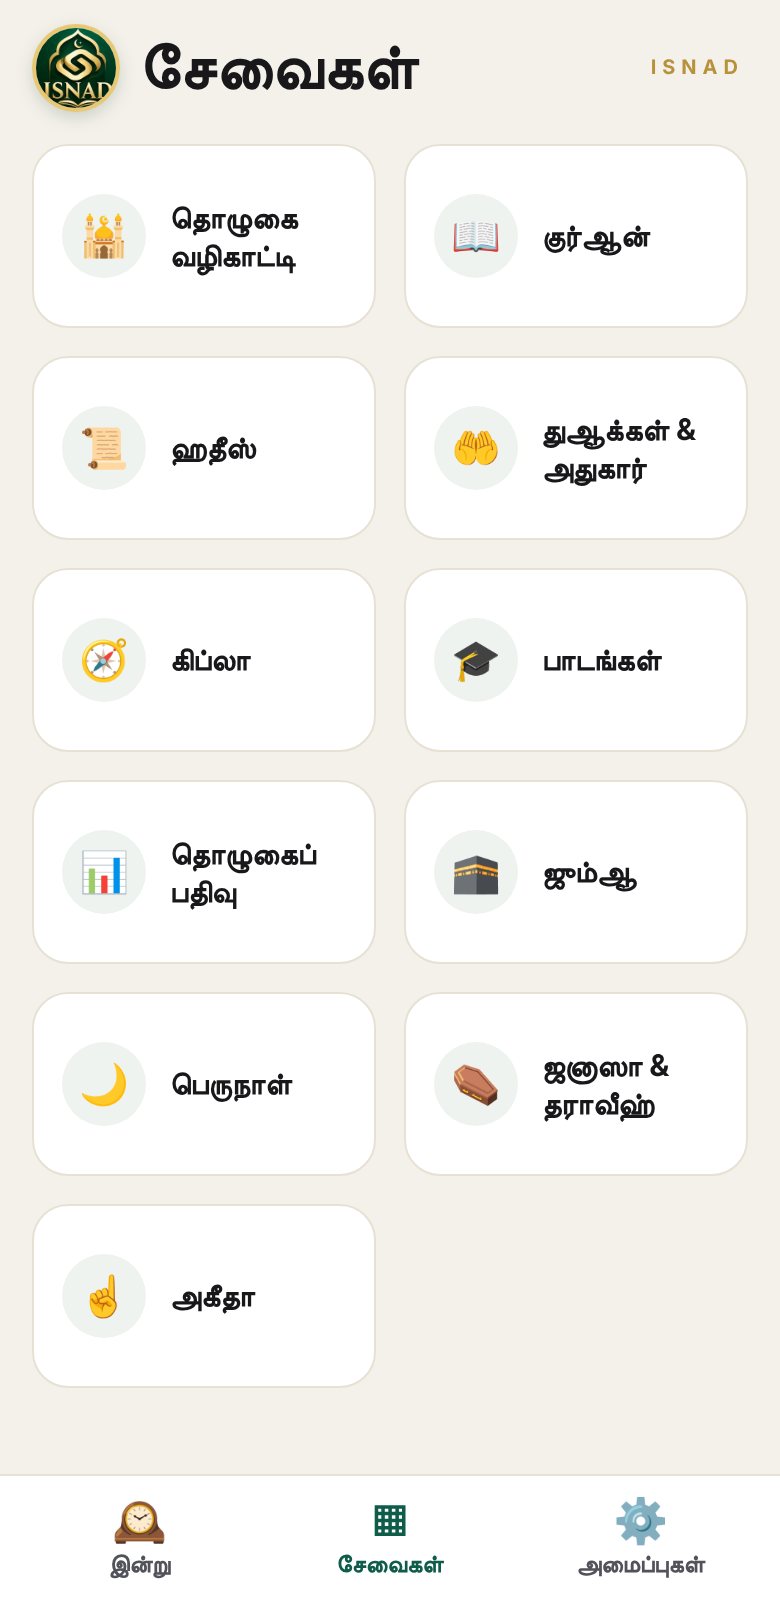 ISNAD
சேவைகள்
ISNAD
தொழுகை
வழிகாட்டி
குர்ஆன்
ஹதீஸ்
துஆக்கள் &
அதுகார்
கிப்லா
பாடங்கள்
தொழுகைப்
பதிவு
ஜும்ஆ
பெருநாள்
ஜனாஸா &
தராவீஹ்
அகீதா
இன்று
சேவைகள்
அமைப்புகள்